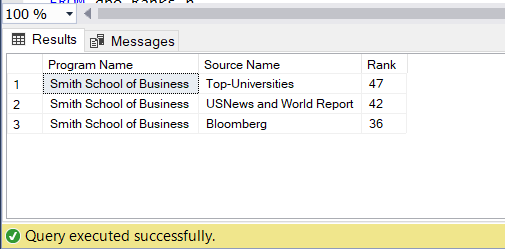 100 %
Results Messages
Program Name Source Name Rank
1 Smith School of Business Top-Universities 47
2 Smith School of Business USNews and World Report 42
3 Smith School of Business Bloomberg 36
Query executed successfully.